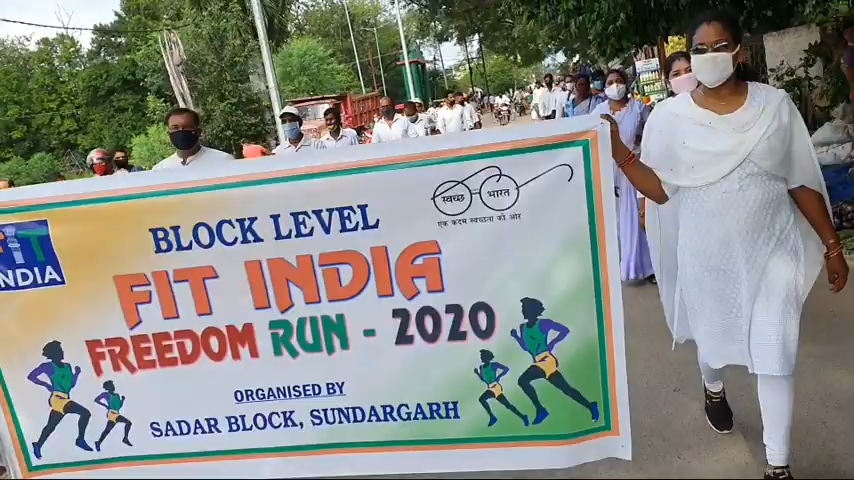 FIT
INDIA
स्वच्छ भारत
एक कदम स्वच्छता की ओर
BLOCK LEVEL
FIT INDIA
FREEDOM RUN - 2020
ORGANISED BY
SADAR BLOCK, SUNDARGARH